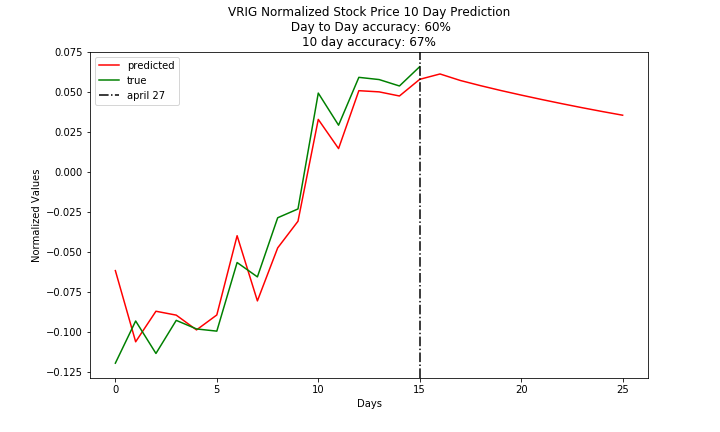 VRIG Normalized Stock Price 10 Day Prediction
Day to Day accuracy: 60%
10 day accuracy: 67%
predicted
true
april 27
0.075
0.050
0.025
0.000
−0.025
−0.050
−0.075
−0.100
−0.125
Normalized Values
0 5 10 15 20 25
Days